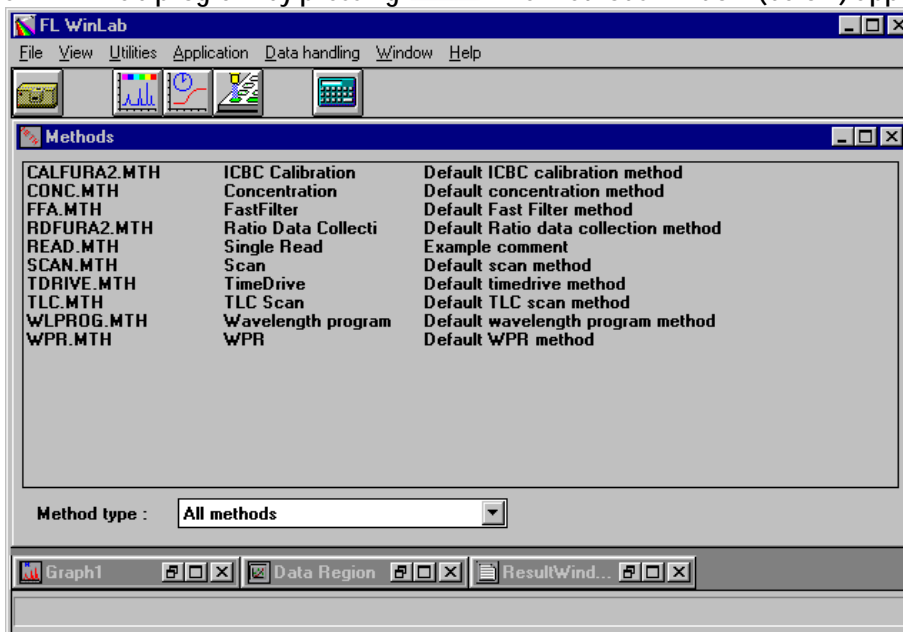 FL WinLab
File View Utilities Application Data handling Window Help
Methods
CALFURA2.MTH ICBC Calibration Default ICBC calibration method
CONC.MTH Concentration Default concentration method
FFA.MTH FastFilter Default Fast Filter method
RDFURA2.MTH Ratio Data Collecti Default Ratio data collection method
READ.MTH Single Read Example comment
SCAN.MTH Scan Default scan method
TDRIVE.MTH TimeDrive Default timedrive method
TLC.MTH TLC Scan Default TLC scan method
WLPROG.MTH Wavelength program Default wavelength program method
WPR.MTH WPR Default WPR method
Method type : All methods
Graph1 Data Region ResultWind...